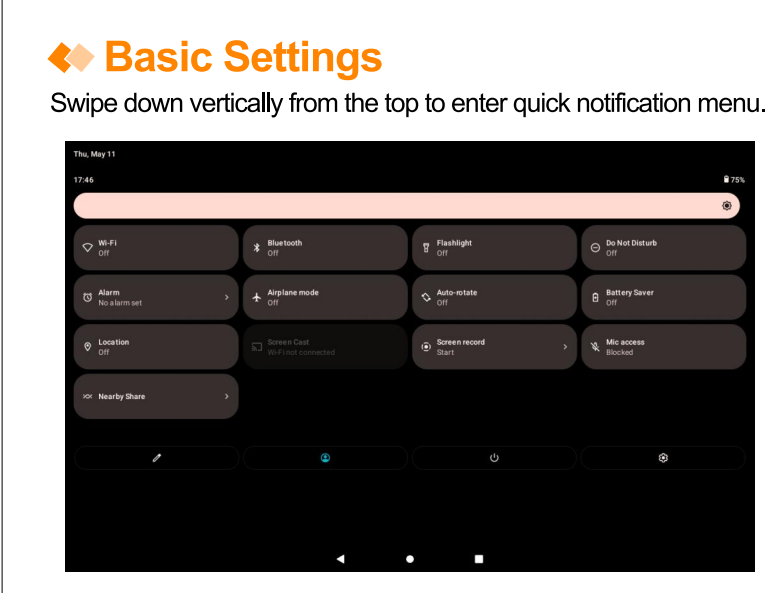 Basic Settings
Swipe down vertically from the top to enter quick notification menu.
Thu, May 11
17:46
75%
Wi-Fi
Off
Bluetooth
Off
Flashlight
Off
Do Not Disturb
Off
Alarm
No alarm set
Airplane mode
Off
Auto-rotate
Off
Battery Saver
Off
Location
Off
Screen Cast
Wi-Fi not connected
Screen record
Start
Mic access
Blocked
Nearby Share